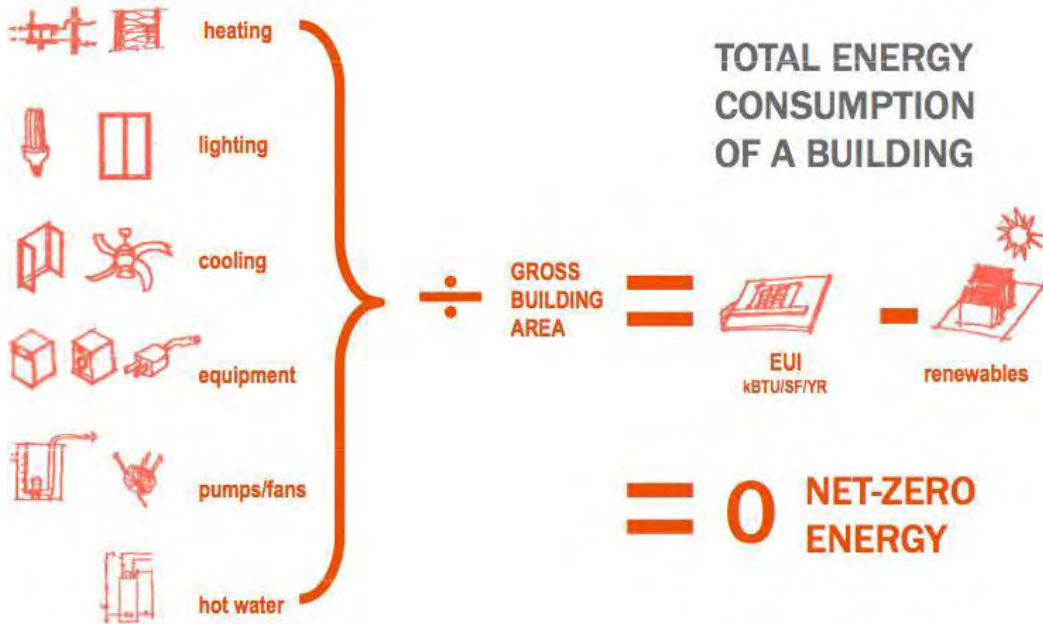 heating
lighting
cooling
equipment
pumps/fans
hot water
÷
GROSS
BUILDING
AREA
=
TOTAL ENERGY
CONSUMPTION
OF A BUILDING
EUI
kBTU/SF/YR
-
renewables
= 0 NET-ZERO
ENERGY